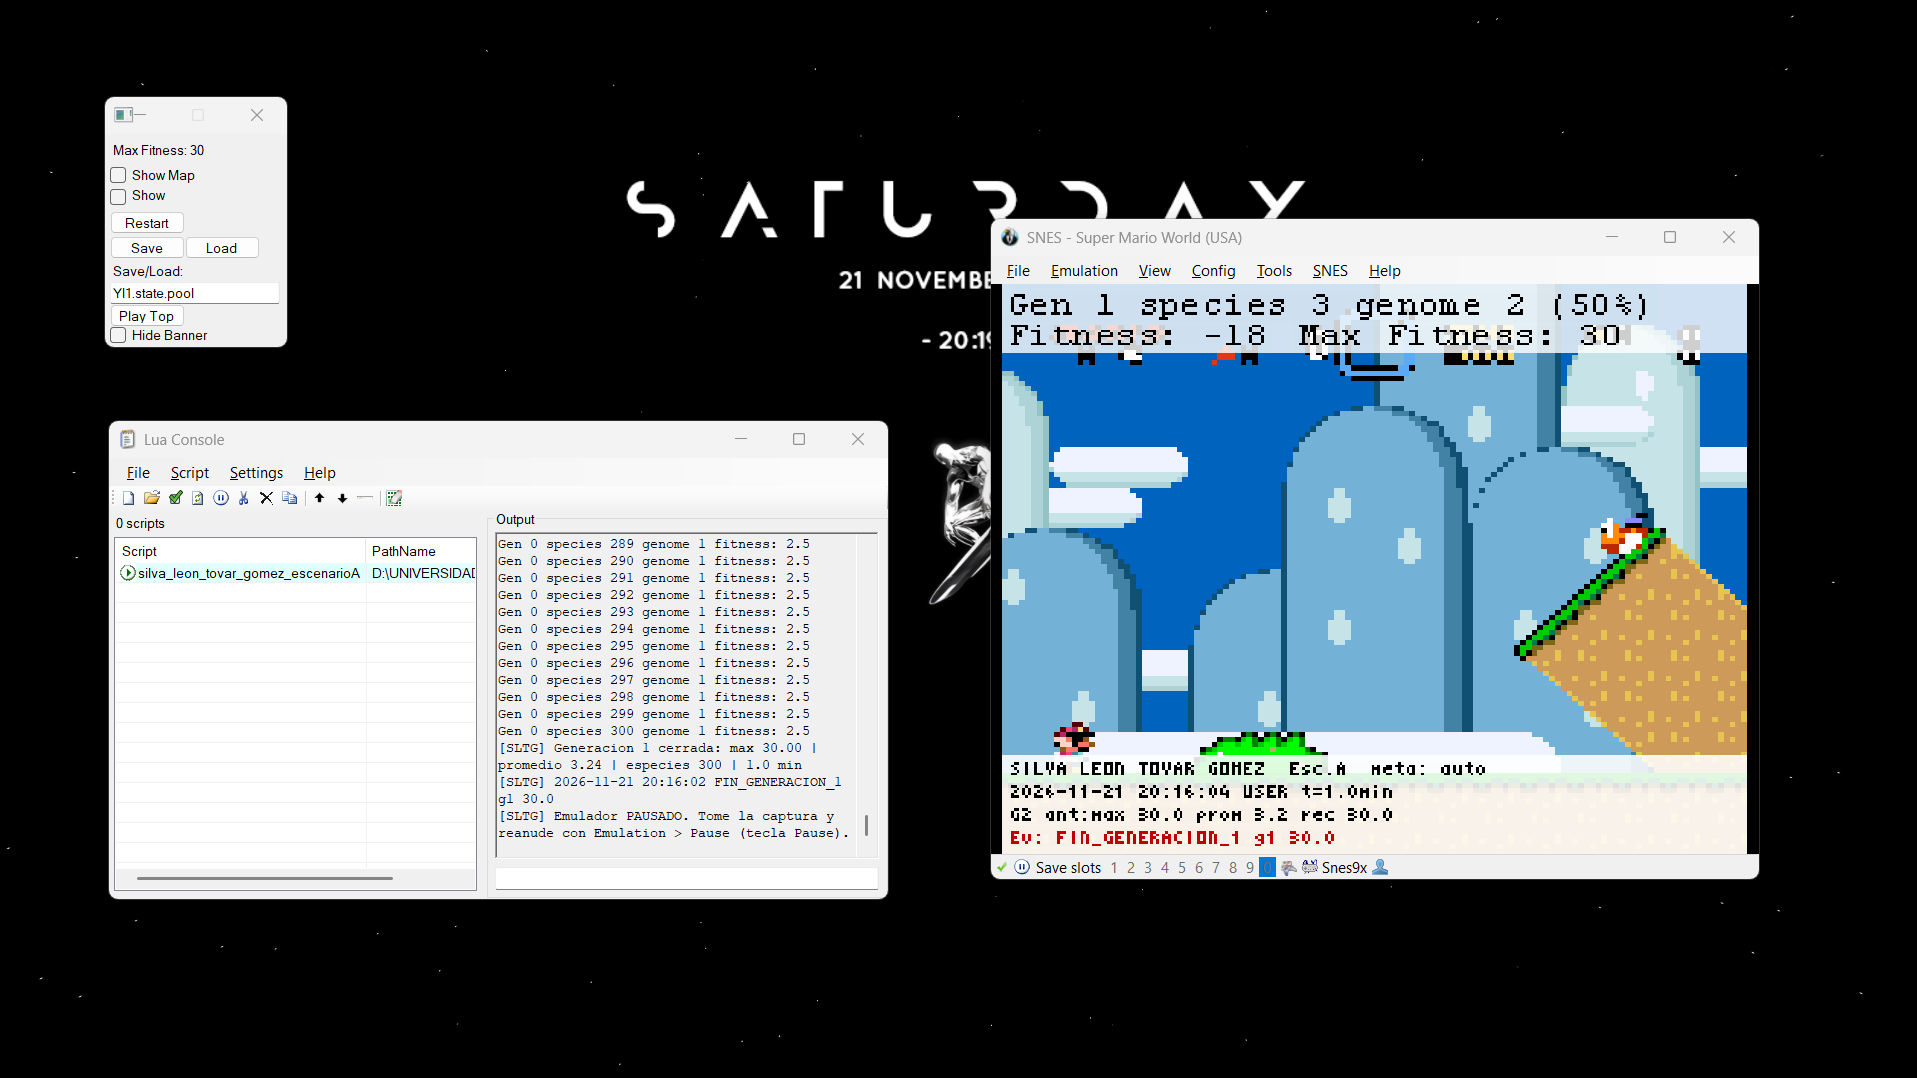 SATURDAY
21 NOVEMBE
- 20:19
Max Fitness: 30
Show Map
Show
Restart
Save
Load
Save/Load:
YI1.state.pool
Play Top
Hide Banner
Lua Console
File Script Settings Help
0 scripts
Script PathName
silva_leon_tovar_gomez_escenarioA D:\UNIVERSIDAD
Output
Gen 0 species 289 genome 1 fitness: 2.5
Gen 0 species 290 genome 1 fitness: 2.5
Gen 0 species 291 genome 1 fitness: 2.5
Gen 0 species 292 genome 1 fitness: 2.5
Gen 0 species 293 genome 1 fitness: 2.5
Gen 0 species 294 genome 1 fitness: 2.5
Gen 0 species 295 genome 1 fitness: 2.5
Gen 0 species 296 genome 1 fitness: 2.5
Gen 0 species 297 genome 1 fitness: 2.5
Gen 0 species 298 genome 1 fitness: 2.5
Gen 0 species 299 genome 1 fitness: 2.5
Gen 0 species 300 genome 1 fitness: 2.5
[SLTG] Generacion 1 cerrada: max 30.00 |
promedio 3.24 | especies 300 | 1.0 min
[SLTG] 2026-11-21 20:16:02 FIN_GENERACION_1
g1 30.0
[SLTG] Emulador PAUSADO. Tome la captura y
reanude con Emulation > Pause (tecla Pause).
SNES - Super Mario World (USA)
File Emulation View Config Tools SNES Help
Gen 1 species 3 genome 2 (50%)
Fitness: -18 Max Fitness: 30
SILVA LEON TOVAR GOMEZ Esc.A meta: auto
2026-11-21 20:16:04 USER t=1.0min
G2 ant:max 30.0 prom 3.2 rec 30.0
Ev: FIN_GENERACION_1 g1 30.0
Save slots 1 2 3 4 5 6 7 8 9 0 Snes9x